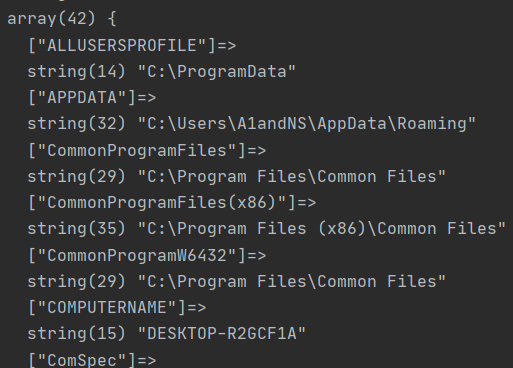 array(42) {
["ALLUSERSPROFILE"]=>
string(14) "C:\ProgramData"
["APPDATA"]=>
string(32) "C:\Users\A1andNS\AppData\Roaming"
["CommonProgramFiles"]=>
string(29) "C:\Program Files\Common Files"
["CommonProgramFiles(x86)"]=>
string(35) "C:\Program Files (x86)\Common Files"
["CommonProgramW6432"]=>
string(29) "C:\Program Files\Common Files"
["COMPUTERNAME"]=>
string(15) "DESKTOP-R2GCF1A"
["ComSpec"]=>